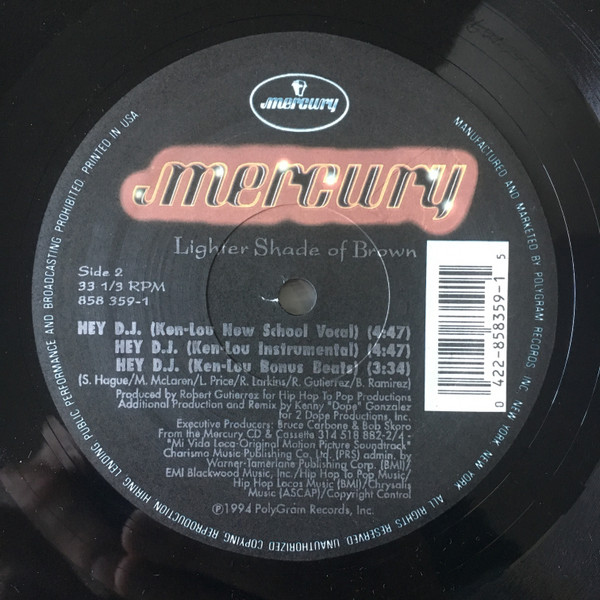 mercury
mercury
Lighter Shade of Brown
Side 2
33 1/3 RPM
858 359-1
HEY D.J. (Ken-Lou New School Vocal) (4:47)
HEY D.J. (Ken-Lou Instrumental) (4:47)
HEY D.J. (Ken-Lou Bonus Beats) (3:34)
(S. Hague/M. McLaren/L. Price/R. Larkins/R. Gutierrez/B. Ramirez)
Produced by Robert Gutierrez for Hip Hop To Pop Productions
Additional Production and Remix by Kenny "Dope" Gonzalez
for 2 Dope Productions, Inc.
Executive Producers: Bruce Carbone & Bob Skoro
From the Mercury CD & Cassette 314 518 882-2/4 -
"Mi Vida Loca-Original Motion Picture Soundtrack"
Charisma Music Publishing Co. Ltd. (PRS) admin. by
Warner-Tamerlane Publishing Corp. (BMI)/
EMI Blackwood Music, Inc./Hip Hop To Pop Music/
Hip Hop Locos Music (BMI)/Chrysalis
Music (ASCAP)/Copyright Control
℗1994 PolyGram Records, Inc.
0 422-858359-1 5
MANUFACTURED AND MARKETED BY POLYGRAM RECORDS, INC. NEW YORK, NEW YORK ALL RIGHTS RESERVED UNAUTHORIZED COPYING REPRODUCTION HIRING, LENDING PUBLIC PERFORMANCE AND BROADCASTING PROHIBITED. PRINTED IN USA